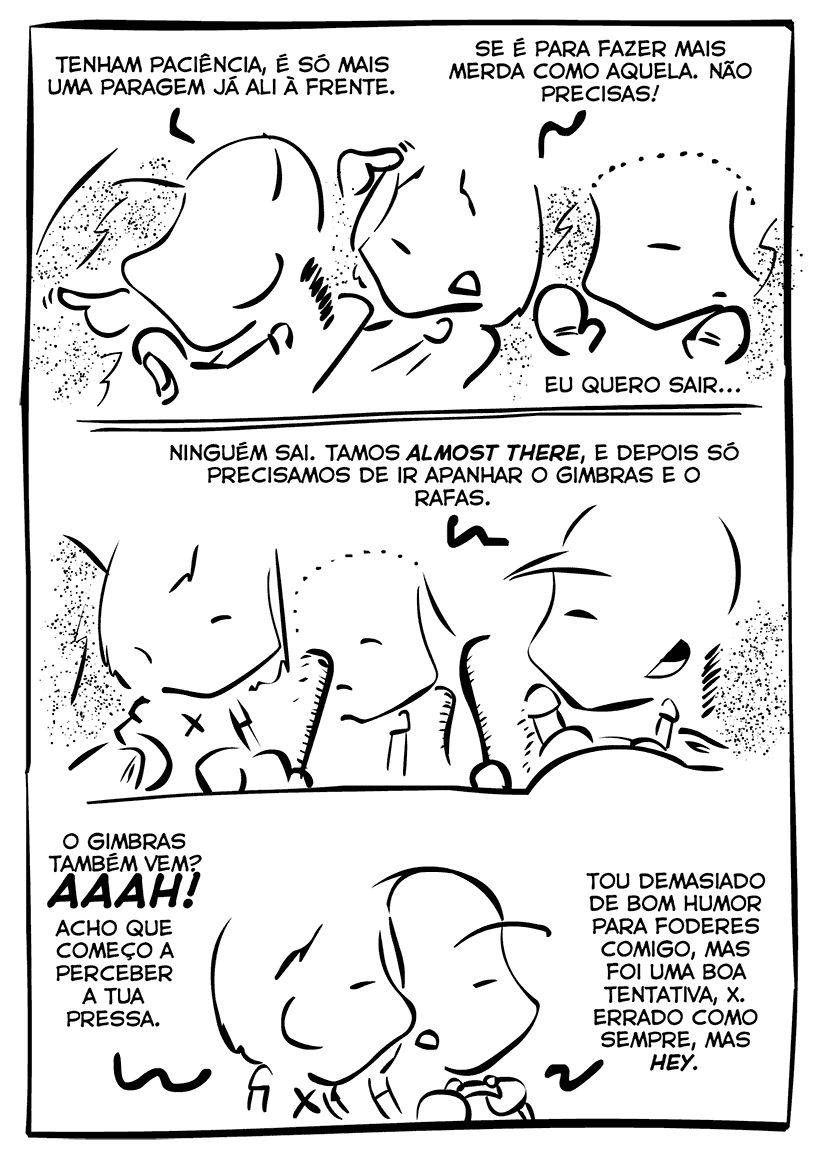 TENHAM PACIÊNCIA, É SÓ MAIS
UMA PARAGEM JÁ ALI À FRENTE.
SE É PARA FAZER MAIS
MERDA COMO AQUELA. NÃO
PRECISAS!
EU QUERO SAIR...
NINGUÉM SAI. TAMOS ALMOST THERE, E DEPOIS SÓ
PRECISAMOS DE IR APANHAR O GIMBRAS E O
RAFAS.
O GIMBRAS
TAMBÉM VEM?
AAAH!
ACHO QUE
COMEÇO A
PERCEBER
A TUA
PRESSA.
TOU DEMASIADO
DE BOM HUMOR
PARA FODERES
COMIGO, MAS
FOI UMA BOA
TENTATIVA, X.
ERRADO COMO
SEMPRE, MAS
HEY.
X
X